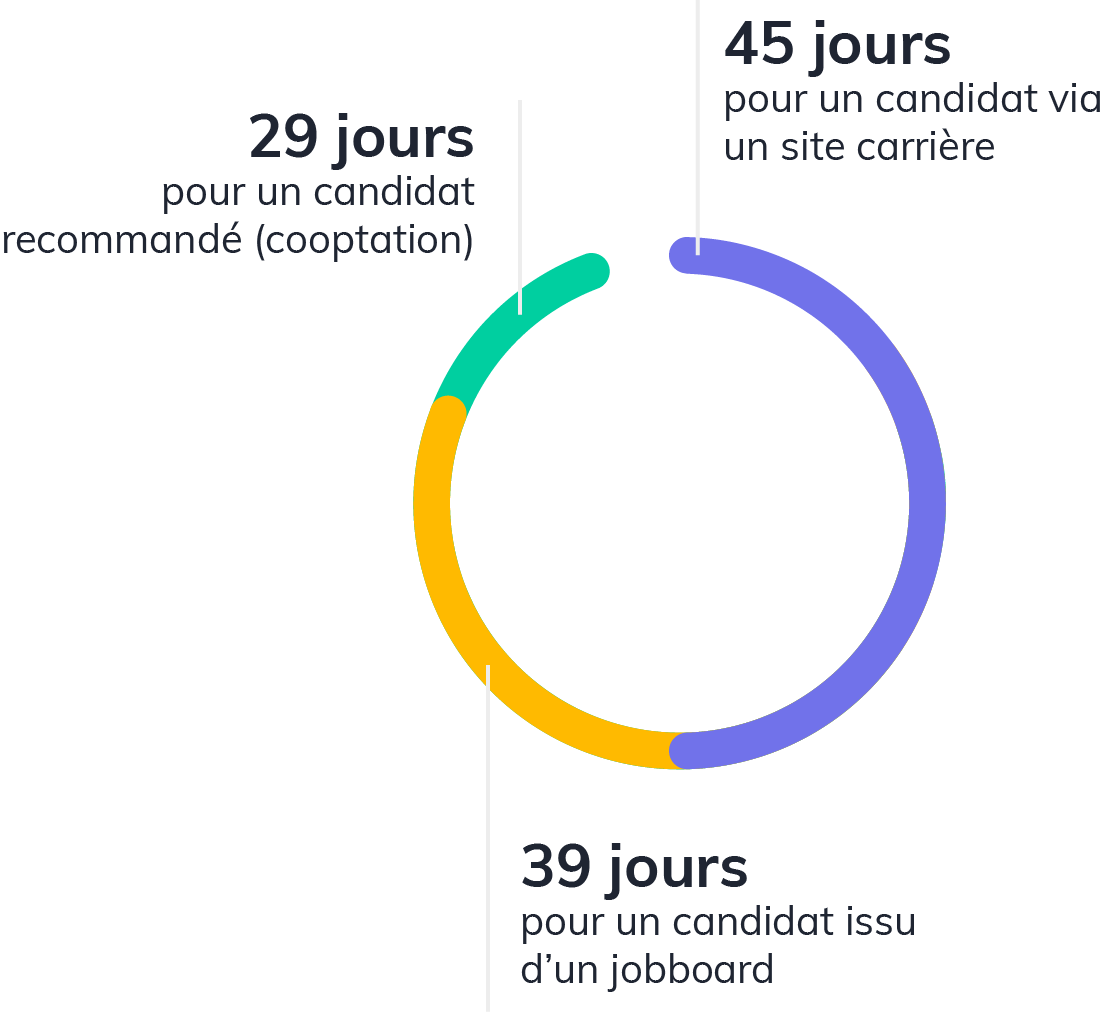 45 jours
pour un candidat via
un site carrière
29 jours
pour un candidat
recommandé (cooptation)
39 jours
pour un candidat issu
d’un jobboard